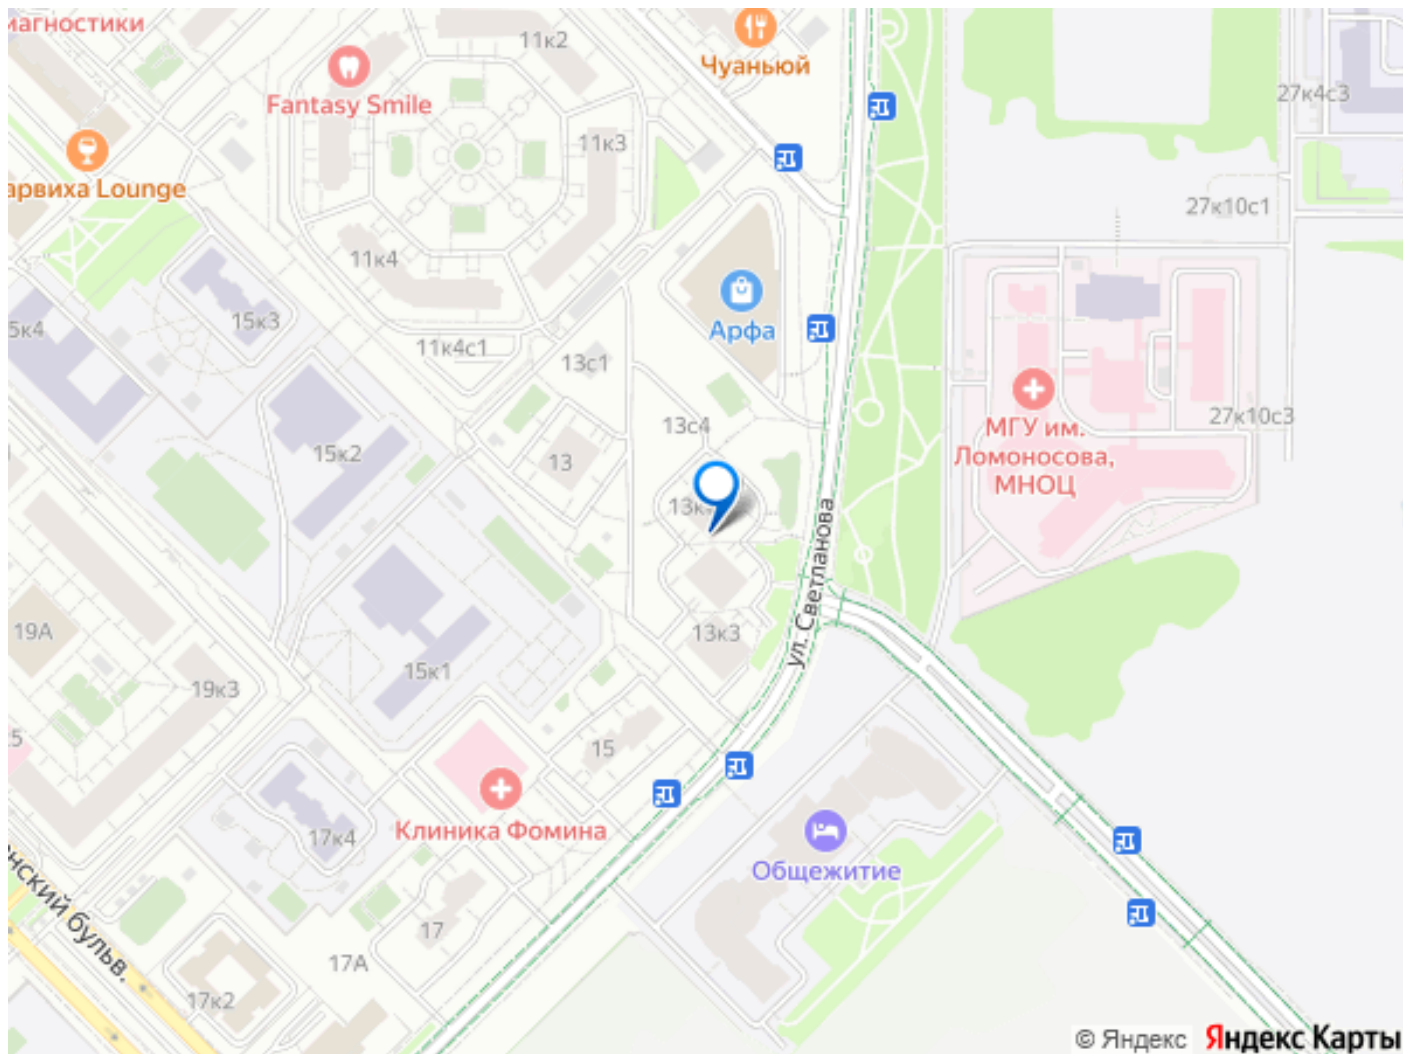 иагностики
11к2
Чуаньюй
Fantasy Smile
27к4с3
11к3
арвиха Lounge
27к10с1
11к4
5к4
15к3
Арфа
11к4с1
13с1
27к10с3
13с4
МГУ им.
Ломоносова,
МНОЦ
15к2
13
ул. Светланова
19А
13к3
15к1
19к3
15
Клиника Фомина
17к4
Общежитие
нский бульв.
17
17А
17к2
© Яндекс Яндекс Карты